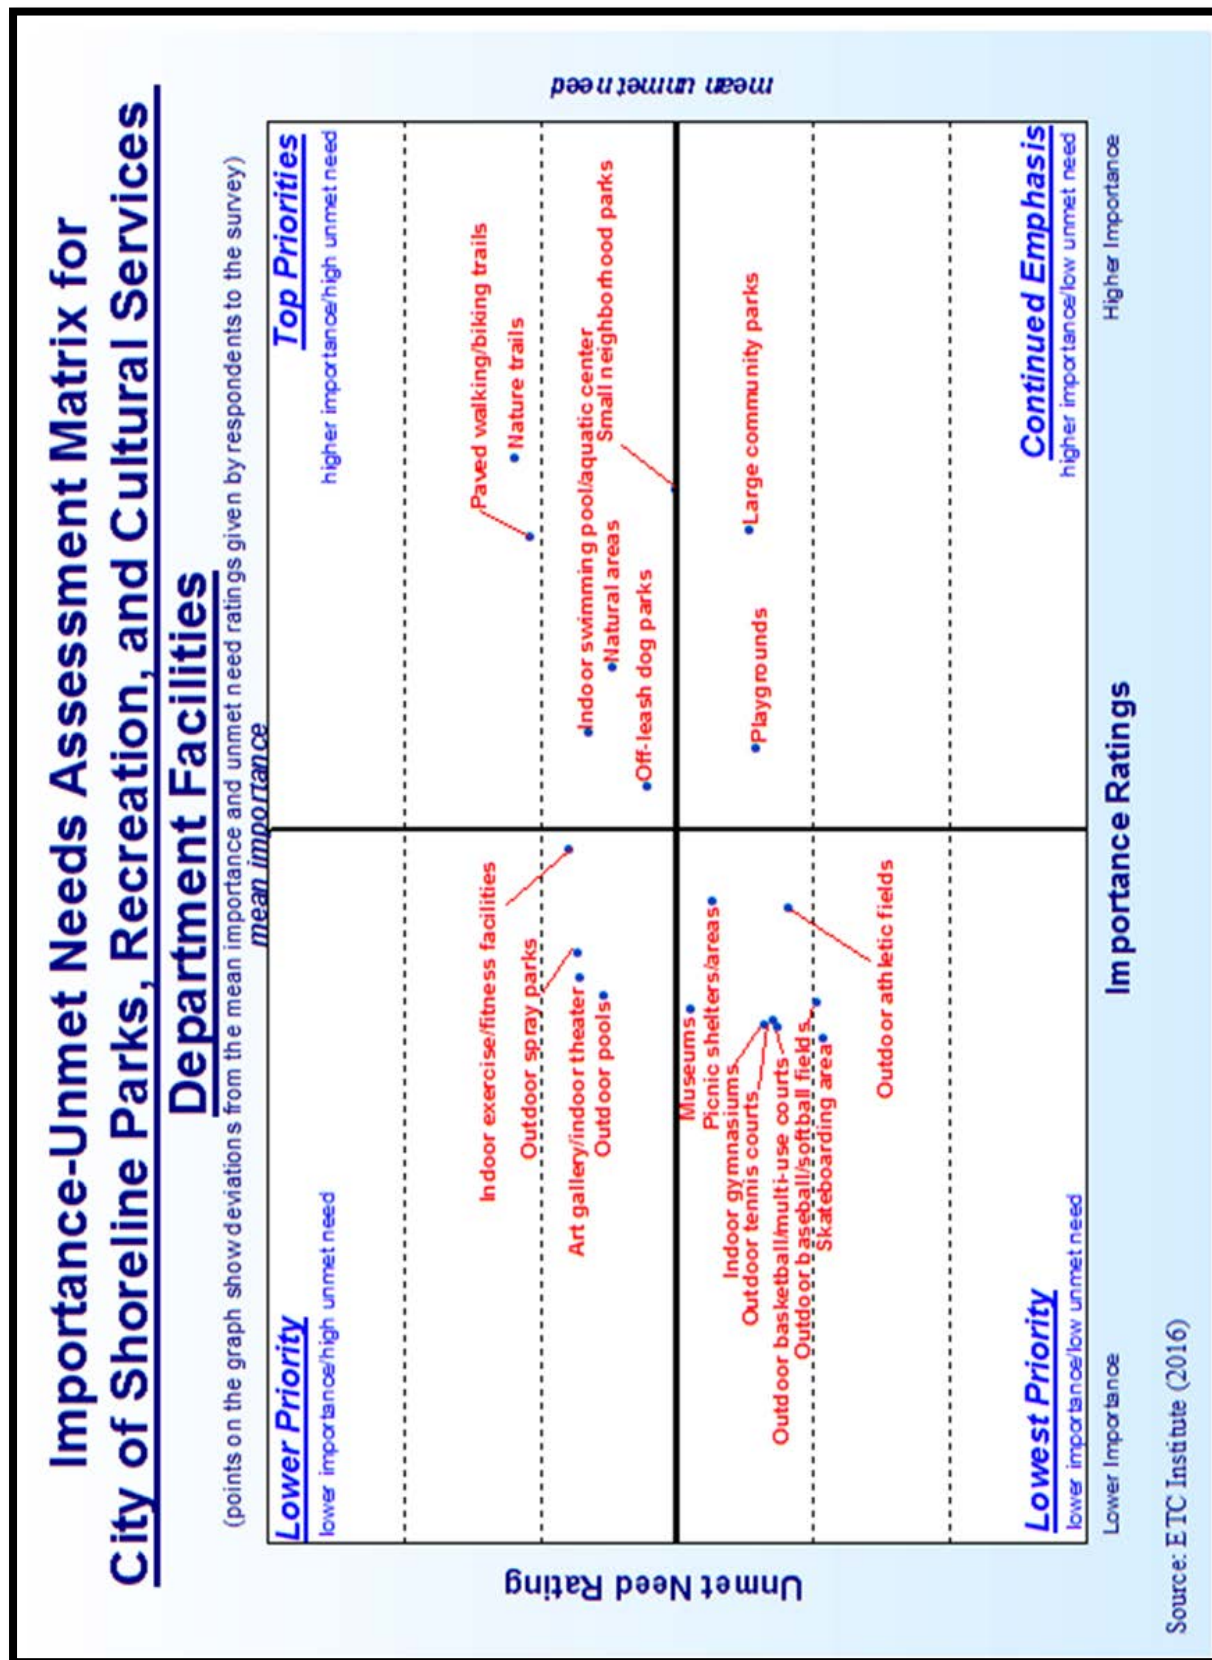 Importance-Unmet Needs Assessment Matrix for
City of Shoreline Parks, Recreation, and Cultural Services
Department Facilities
(points on the graph show deviations from the mean importance and unmet need ratings given by respondents to the survey)
mean importance
Lower Priority
lower importance/high unmet need
Top Priorities
higher importance/high unmet need
Paved walking/biking trails
Nature trails
Indoor exercise/fitness facilities
Outdoor spray parks
Art gallery/indoor theater
Outdoor pools
Indoor swimming pool/aquatic center
Small neighborhood parks
Natural areas
Off-leash dog parks
Unmet Need Rating
mean unmet need
Museums
Picnic shelters/areas
Indoor gymnasiums
Outdoor tennis courts
Outdoor basketball/multi-use courts
Outdoor baseball/softball fields
Skateboarding area
Outdoor athletic fields
Large community parks
Playgrounds
Lowest Priority
lower importance/low unmet need
Continued Emphasis
higher importance/low unmet need
Lower Importance
Importance Ratings
Higher Importance
Source: ETC Institute (2016)